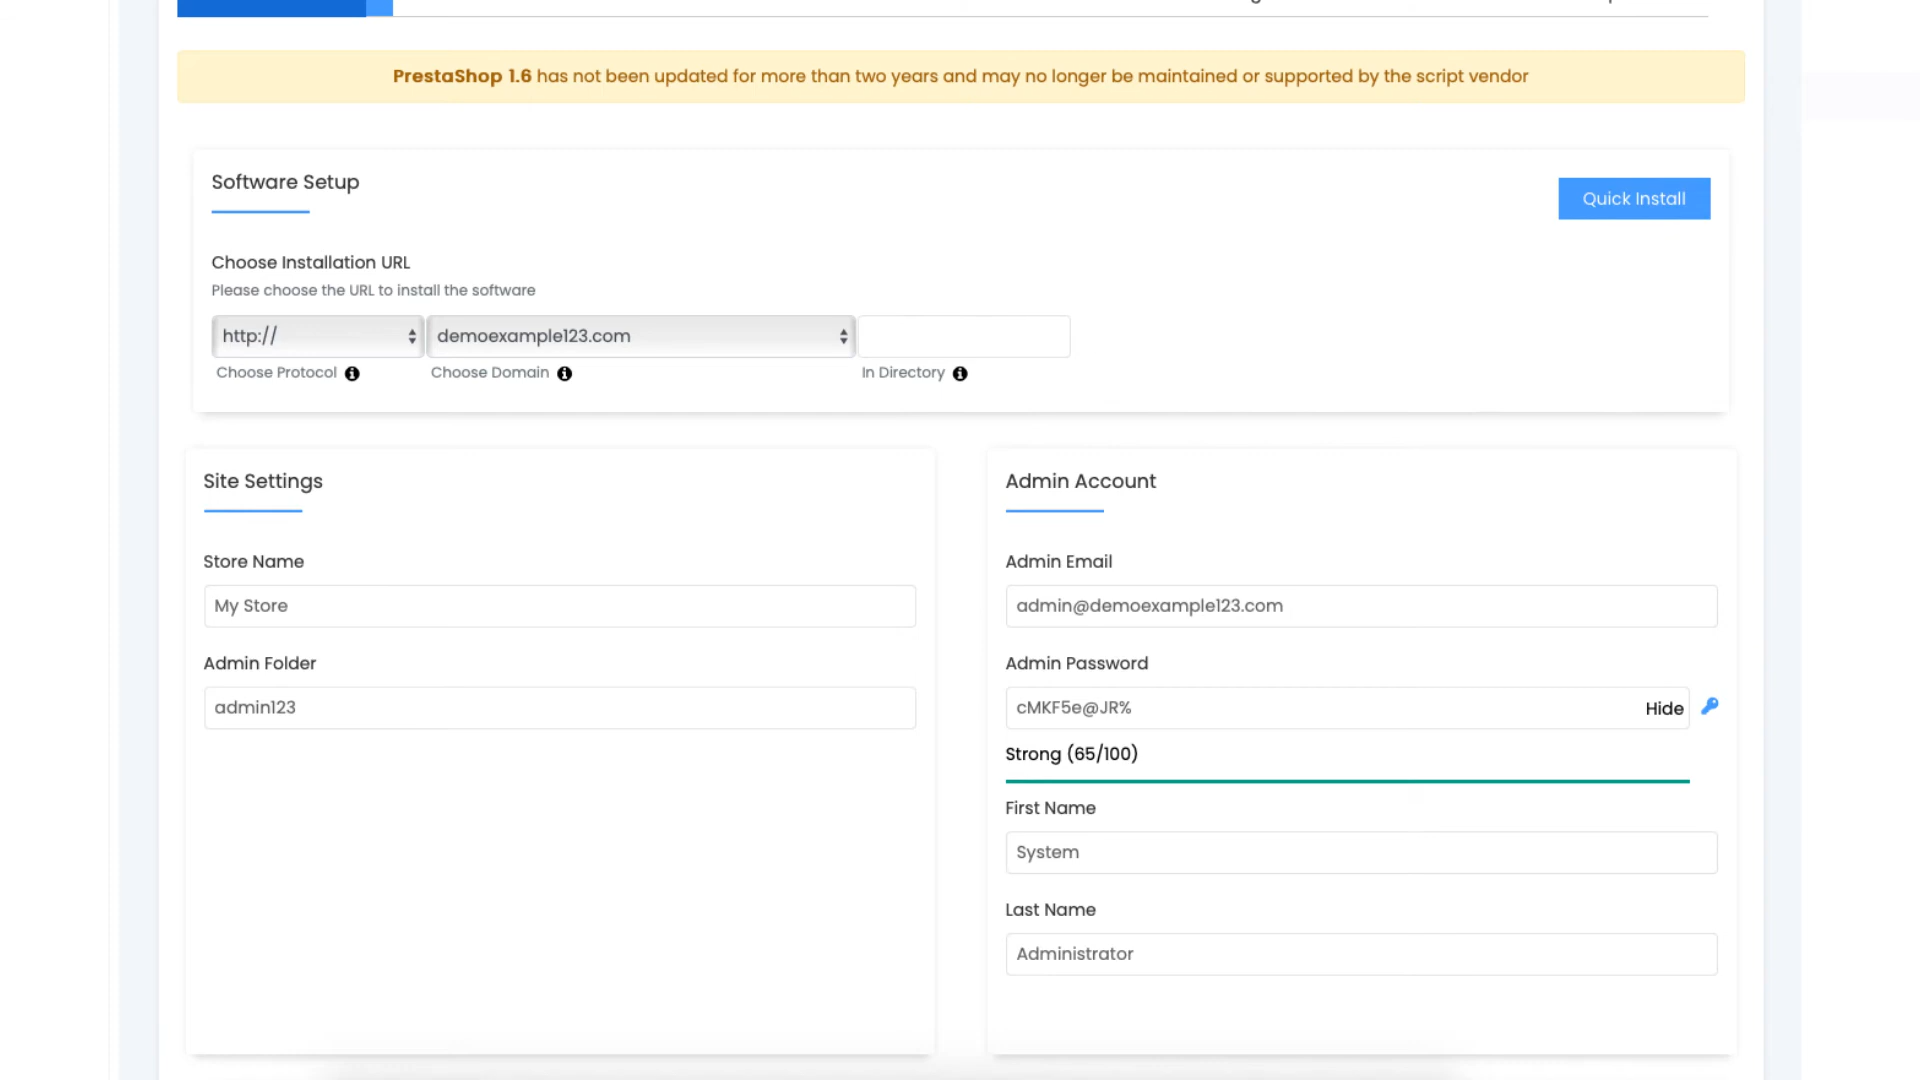 PrestaShop 1.6 has not been updated for more than two years and may no longer be maintained or supported by the script vendor
Software Setup
Quick Install
Choose Installation URL
Please choose the URL to install the software
http://
demoexample123.com
Choose Protocol
Choose Domain
In Directory
Site Settings
Store Name
My Store
Admin Folder
admin123
Admin Account
Admin Email
admin@demoexample123.com
Admin Password
cMKF5e@JR%
Hide
Strong (65/100)
First Name
System
Last Name
Administrator